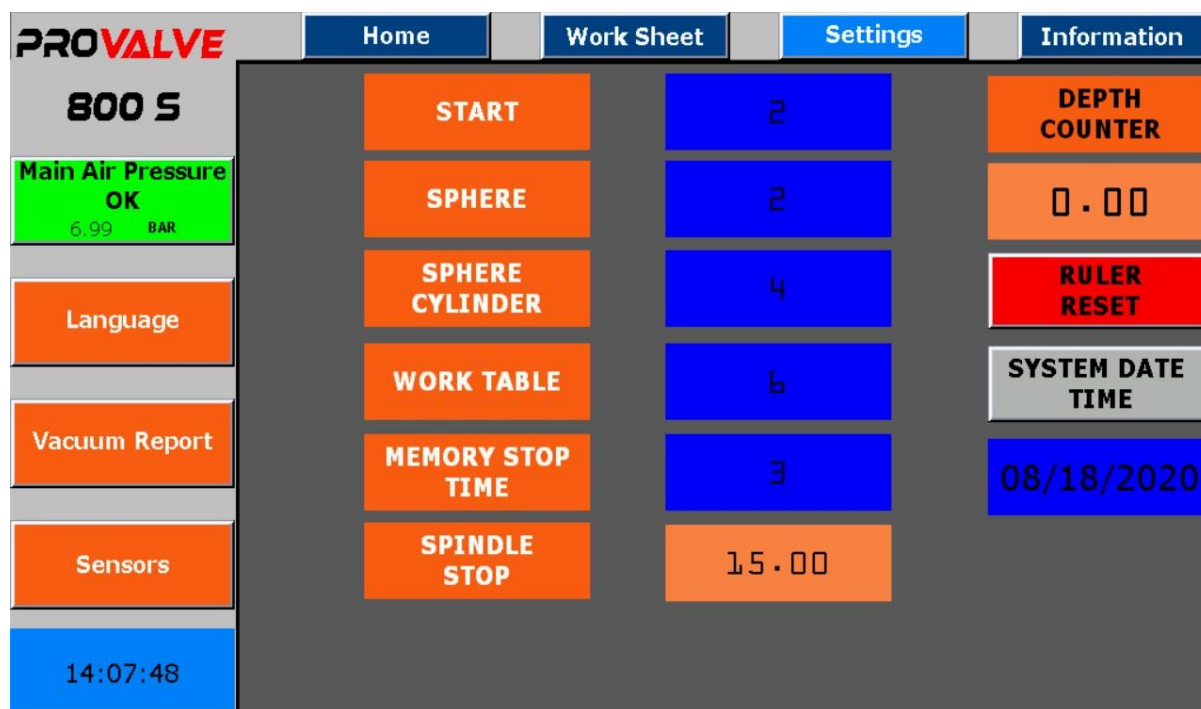 PROVALVE
800 S
Home
Work Sheet
Settings
Information
Main Air Pressure
OK
6.99 BAR
Language
Vacuum Report
Sensors
14:07:48
START
2
SPHERE
2
SPHERE
CYLINDER
4
WORK TABLE
6
MEMORY STOP
TIME
3
SPINDLE
STOP
15.00
DEPTH
COUNTER
0.00
RULER
RESET
SYSTEM DATE
TIME
08/18/2020